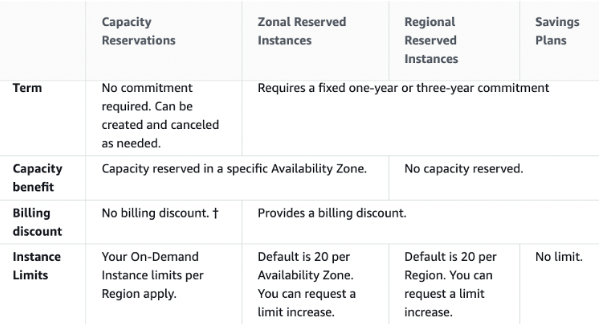 Capacity
Reservations
Zonal Reserved
Instances
Regional
Reserved
Instances
Savings
Plans
Term
No commitment
required. Can be
created and canceled
as needed.
Requires a fixed one-year or three-year commitment
Capacity
benefit
Capacity reserved in a specific Availability Zone.
No capacity reserved.
Billing
discount
No billing discount. †
Provides a billing discount.
Instance
Limits
Your On-Demand
Instance limits per
Region apply.
Default is 20 per
Availability Zone.
You can request a
limit increase.
Default is 20 per
Region. You can
request a limit
increase.
No limit.